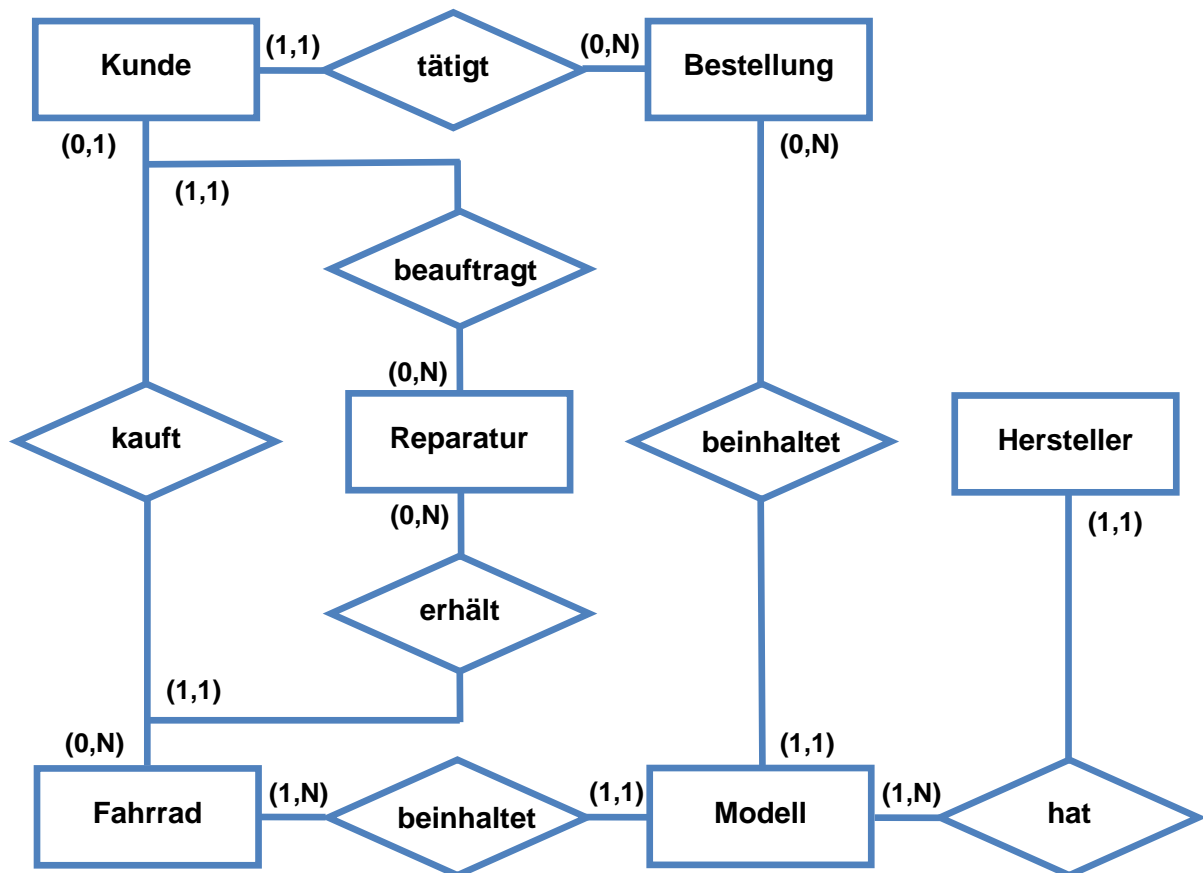 Kunde
(1,1)
tätigt
(0,N)
Bestellung
(0,1)
(1,1)
(0,N)
beauftragt
(0,N)
kauft
Reparatur
beinhaltet
Hersteller
(0,N)
(1,1)
erhält
(1,1)
(0,N)
(1,1)
Fahrrad
(1,N)
beinhaltet
(1,1)
Modell
(1,N)
hat